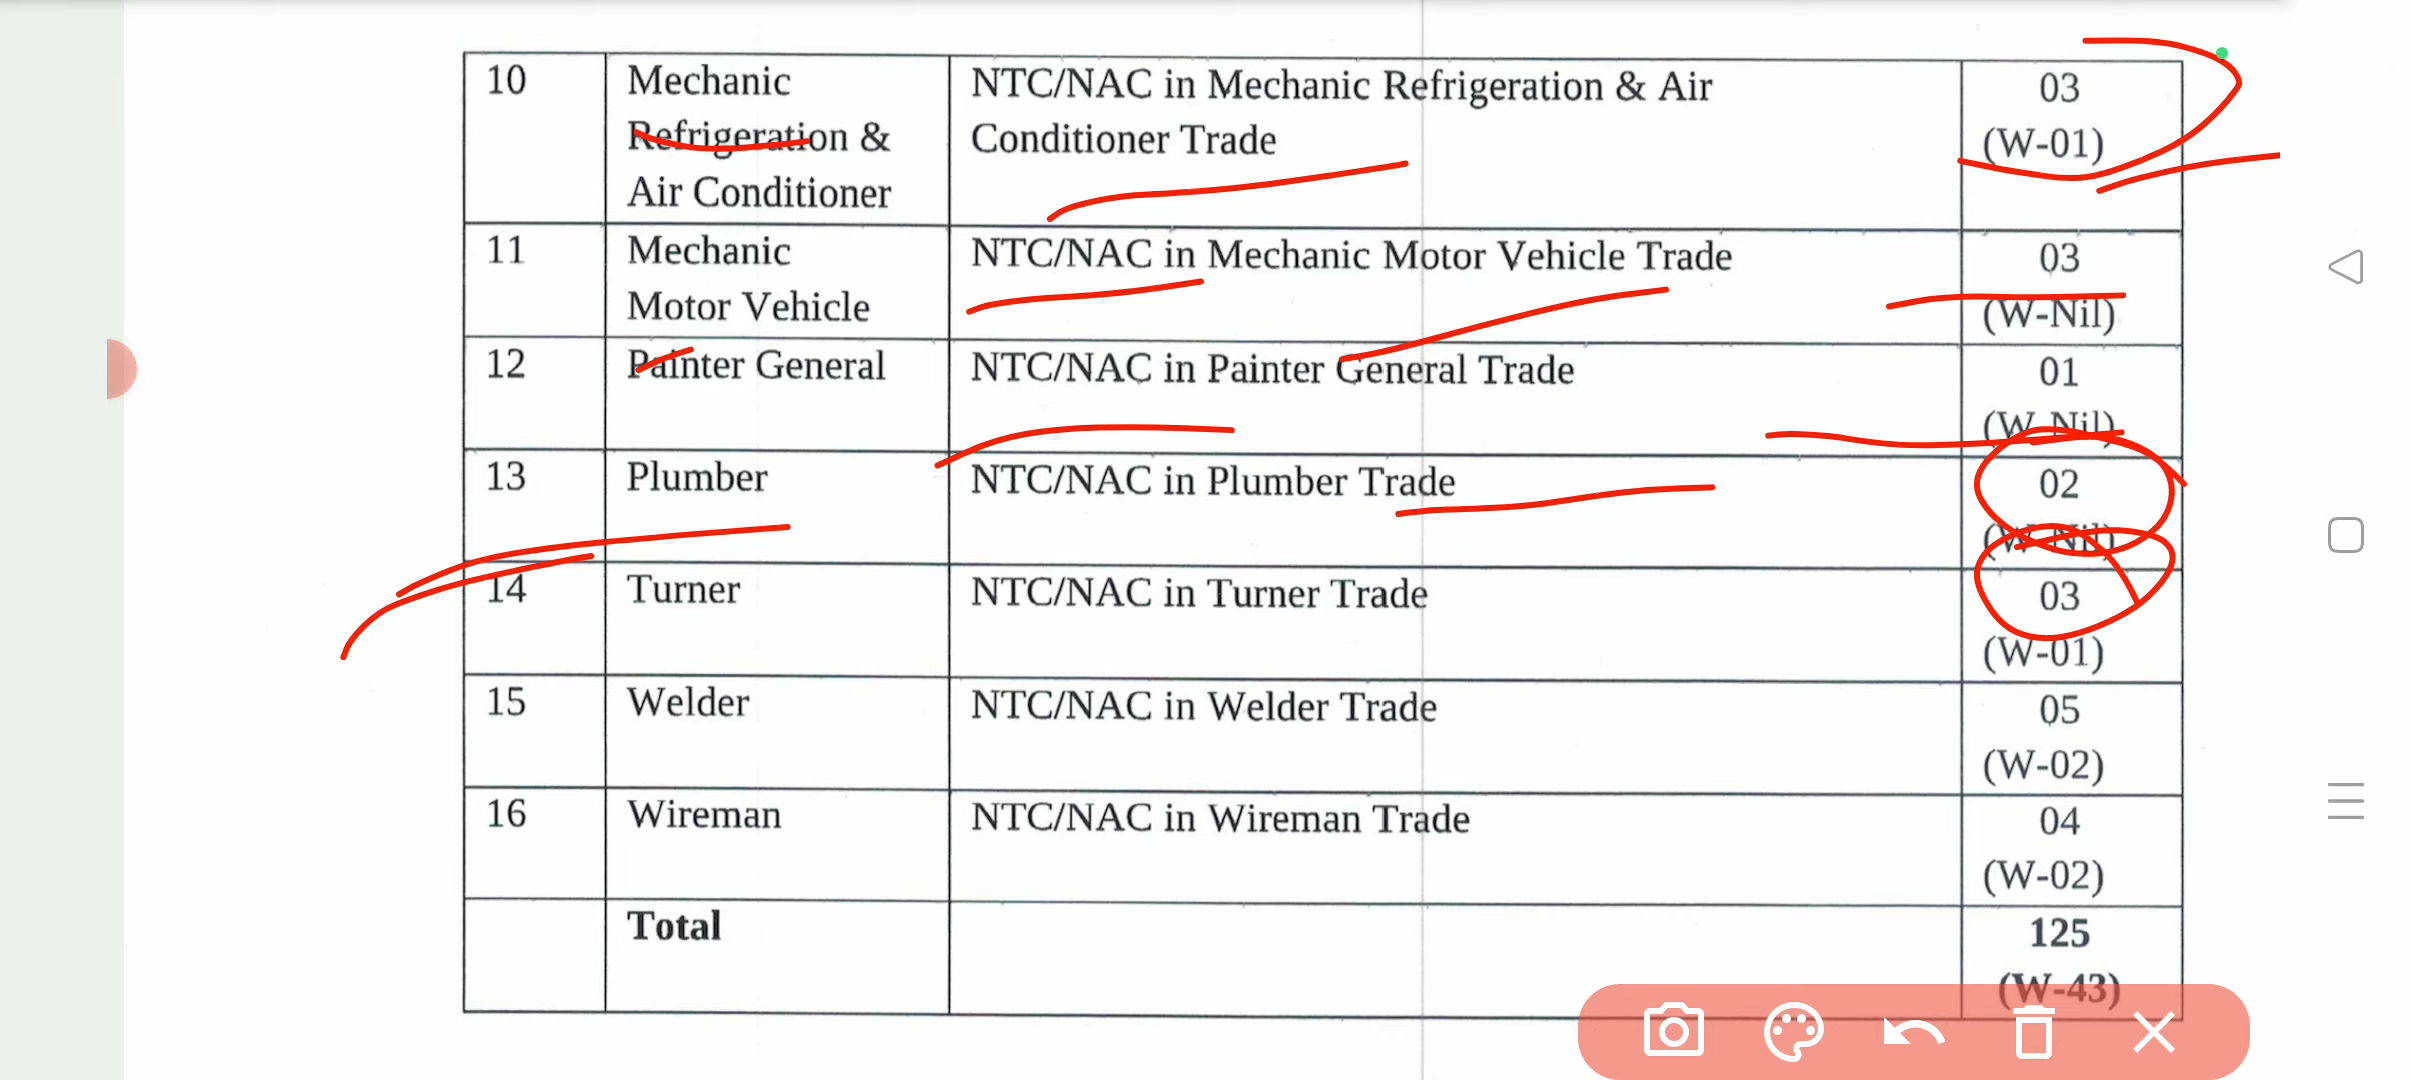 10 Mechanic NTC/NAC in Mechanic Refrigeration & Air 03
Refrigeration & Conditioner Trade (W-01)
Air Conditioner
11 Mechanic NTC/NAC in Mechanic Motor Vehicle Trade 03
Motor Vehicle (W-Nil)
12 Painter General NTC/NAC in Painter General Trade 01
(W-Nil)
13 Plumber NTC/NAC in Plumber Trade 02
(W-Nil)
14 Turner NTC/NAC in Turner Trade 03
(W-01)
15 Welder NTC/NAC in Welder Trade 05
(W-02)
16 Wireman NTC/NAC in Wireman Trade 04
(W-02)
Total 125
(W-43)